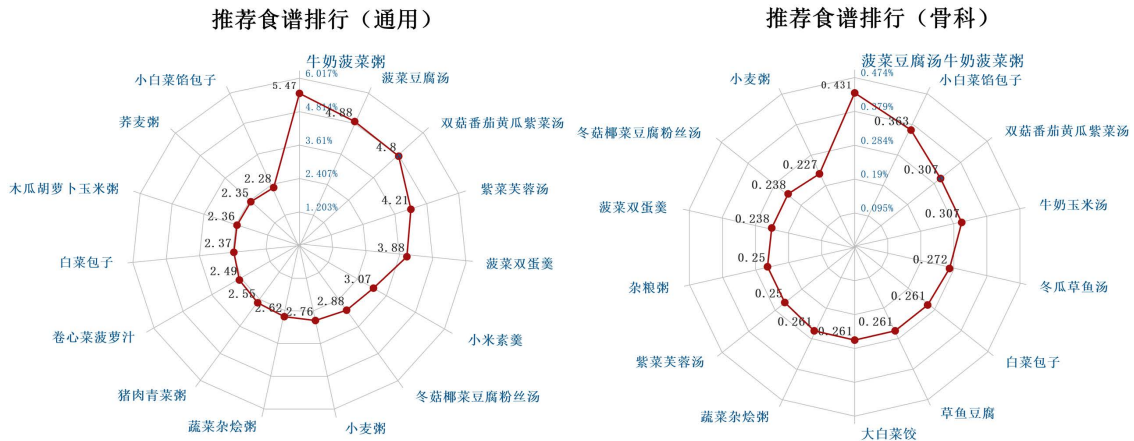 推荐食谱排行（通用）
牛奶菠菜粥
菠菜豆腐汤
双菇番茄黄瓜紫菜汤
紫菜芙蓉汤
菠菜双蛋羹
小米素羹
冬菇椰菜豆腐粉丝汤
小麦粥
蔬菜杂烩粥
猪肉青菜粥
卷心菜菠萝汁
白菜包子
木瓜胡萝卜玉米粥
荞麦粥
小白菜馅包子
6.017%
4.814%
3.61%
2.407%
1.203%
5.47
4.88
4.8
4.21
3.88
3.07
2.88
2.76
2.62
2.55
2.49
2.37
2.36
2.35
2.28
推荐食谱排行（骨科）
菠菜豆腐汤牛奶菠菜粥
小白菜馅包子
双菇番茄黄瓜紫菜汤
牛奶玉米汤
冬瓜草鱼汤
白菜包子
草鱼豆腐
大白菜饺
蔬菜杂烩粥
紫菜芙蓉汤
杂粮粥
菠菜双蛋羹
冬菇椰菜豆腐粉丝汤
小麦粥
0.474%
0.379%
0.284%
0.19%
0.095%
0.431
0.363
0.307
0.307
0.272
0.261
0.261
0.261
0.261
0.25
0.25
0.238
0.238
0.227